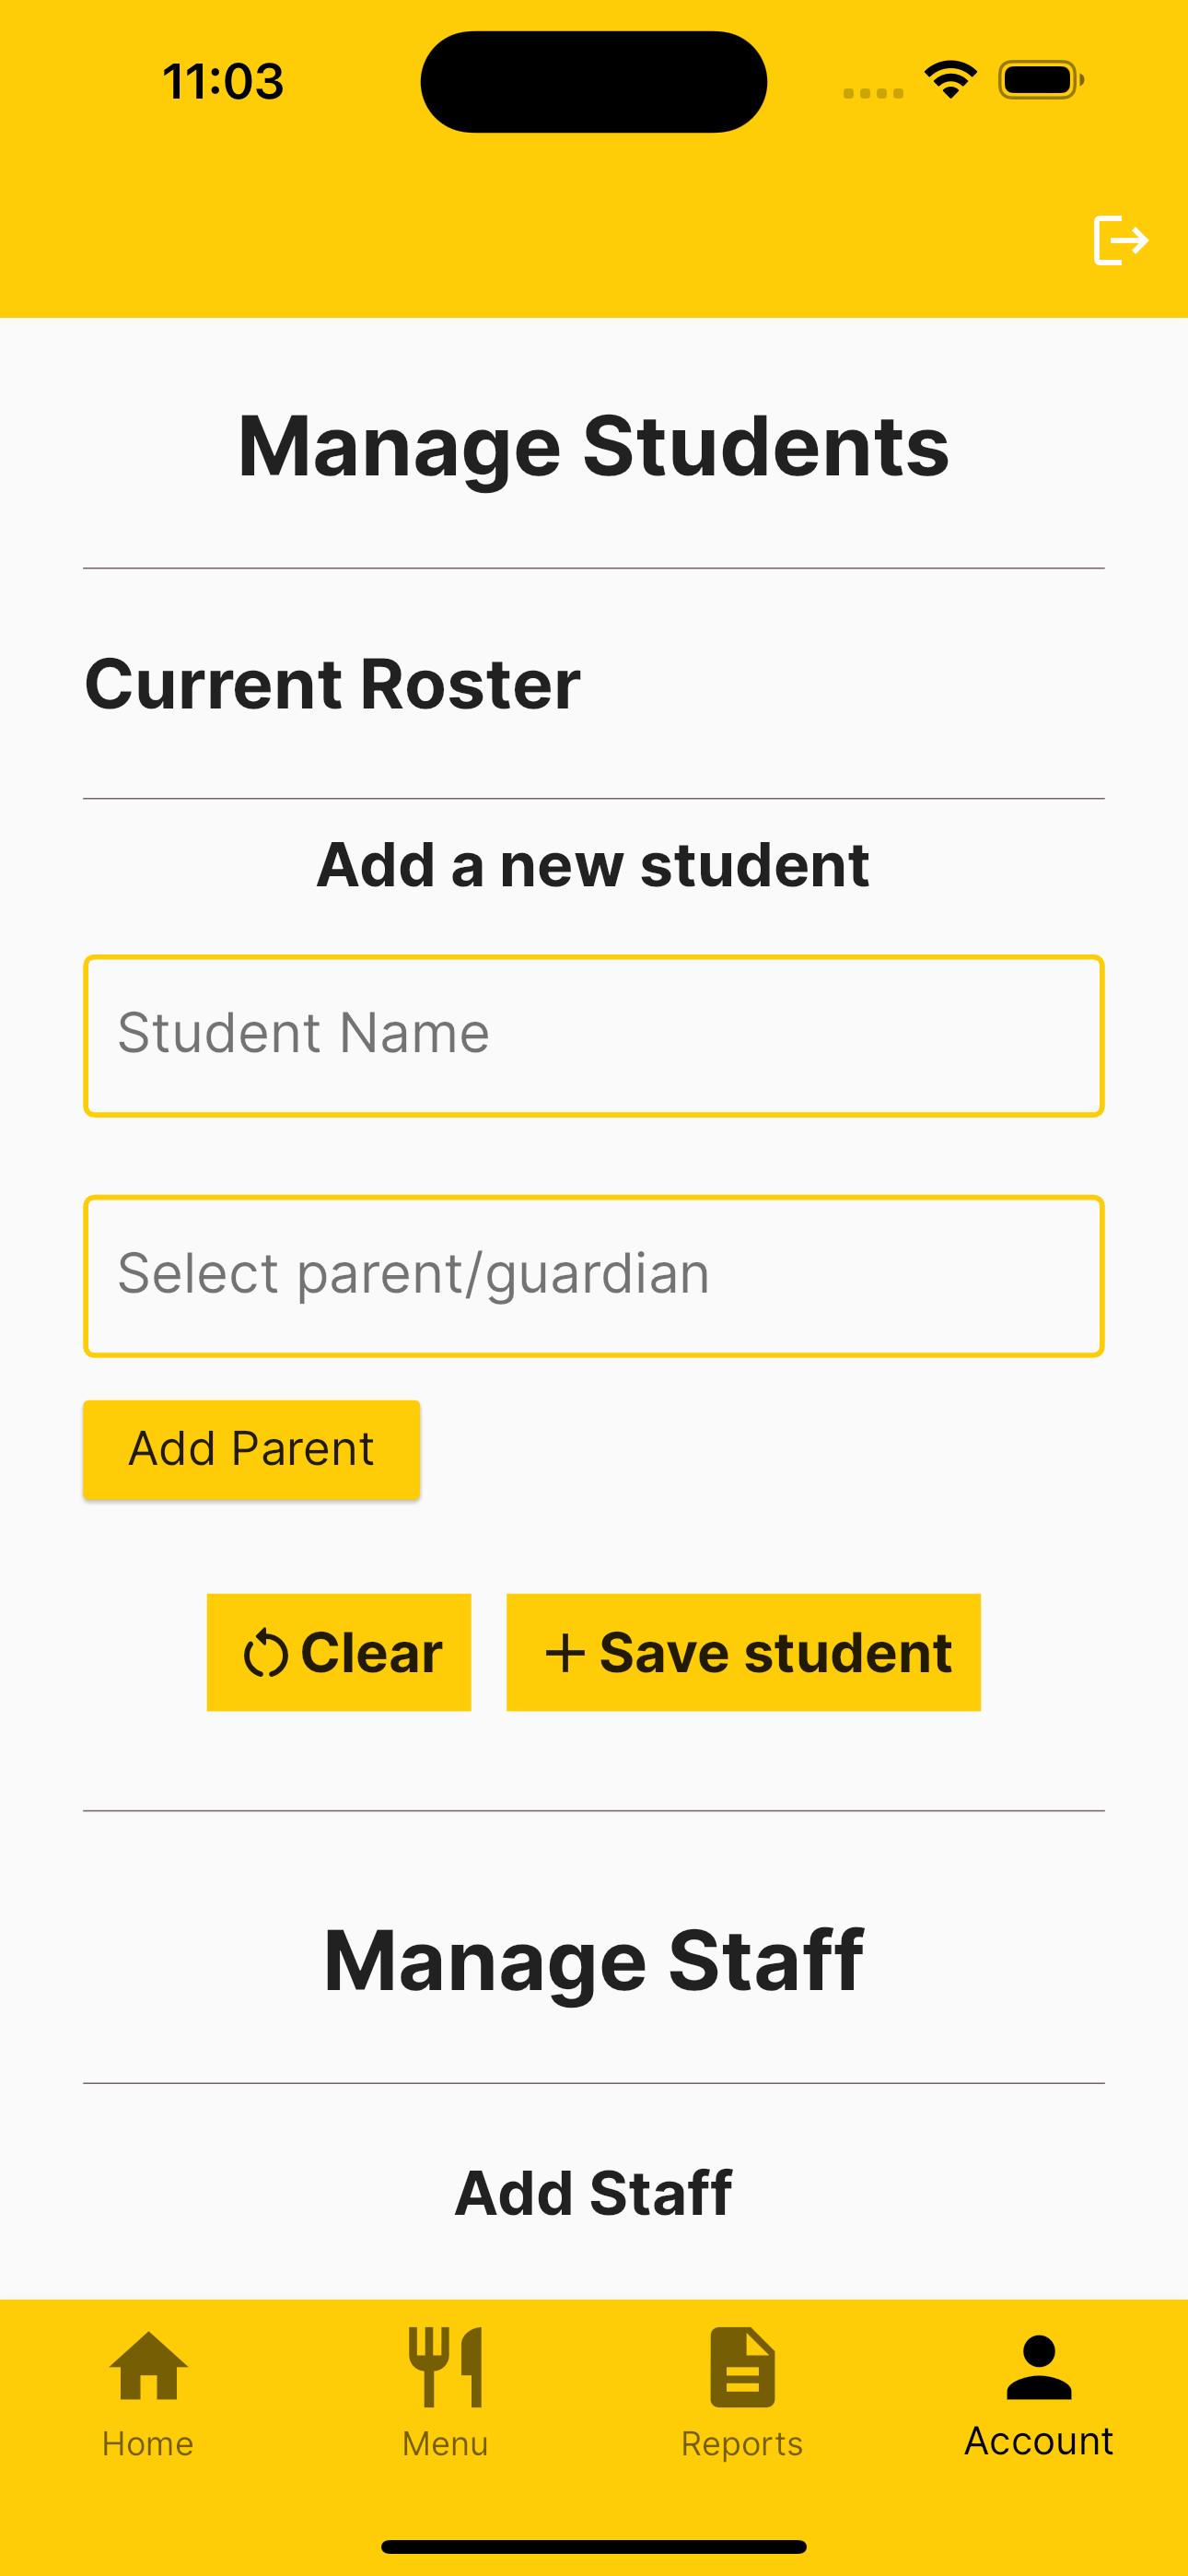 11:03
Manage Students
Current Roster
Add a new student
Student Name
Select parent/guardian
Add Parent
Clear
Save student
Manage Staff
Add Staff
Home
Menu
Reports
Account